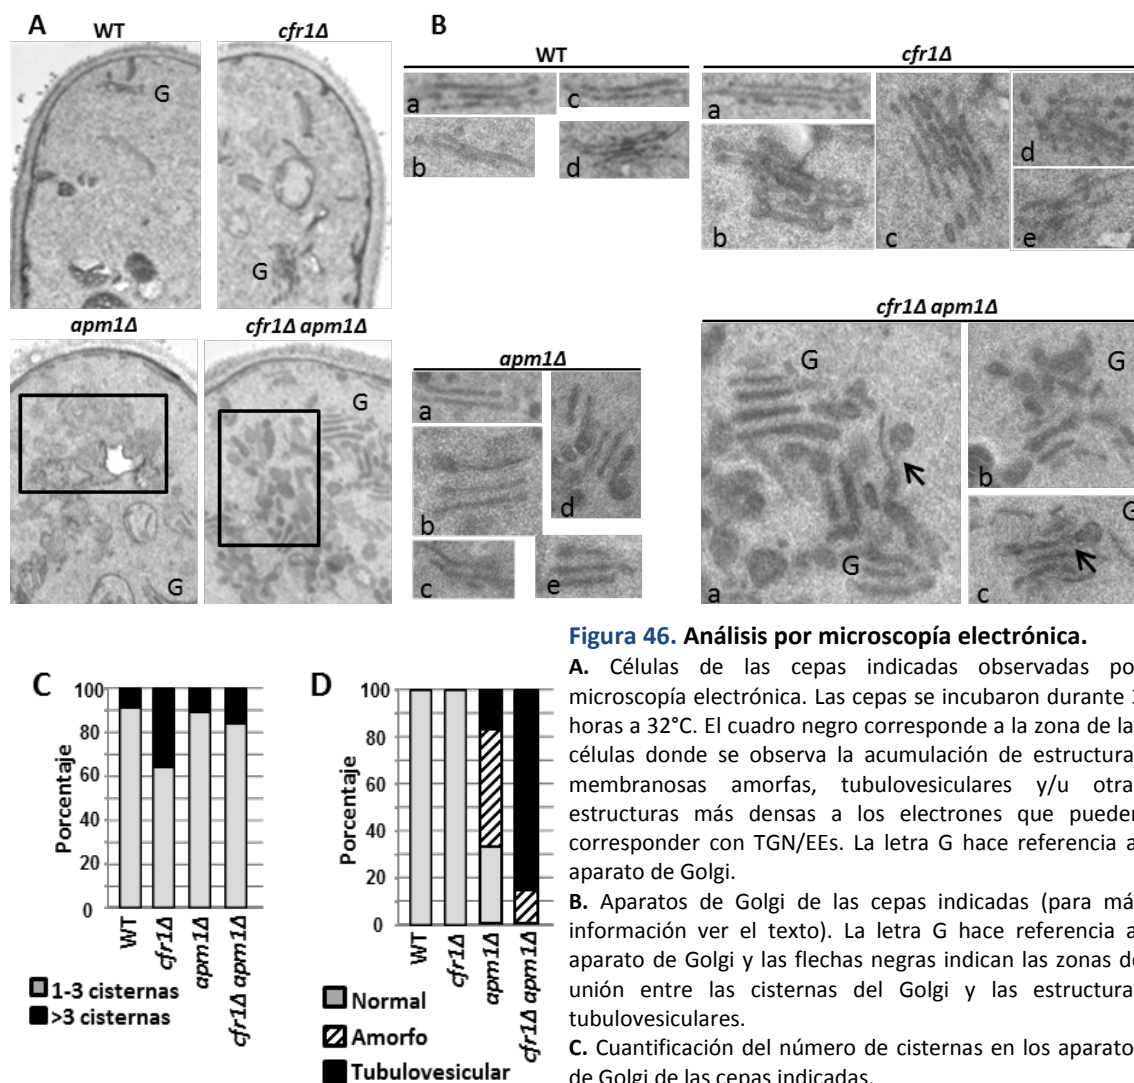 A
WT
cfr1Δ
G
G
apm1Δ
cfr1Δ apm1Δ
G
G
B
WT
a
c
b
d
cfr1Δ
a
b
c
d
e
apm1Δ
a
b
c
d
e
cfr1Δ apm1Δ
G
G
a
G
b
G
c
Figura 46. Análisis por microscopía electrónica.
A. Células de las cepas indicadas observadas po
microscopía electrónica. Las cepas se incubaron durante
horas a 32°C. El cuadro negro corresponde a la zona de la
células donde se observa la acumulación de estructura
membranosas amorfas, tubulovesiculares y/u otra
estructuras más densas a los electrones que puede
corresponder con TGN/EEs. La letra G hace referencia a
aparato de Golgi.
B. Aparatos de Golgi de las cepas indicadas (para má
información ver el texto). La letra G hace referencia a
aparato de Golgi y las flechas negras indican las zonas de
unión entre las cisternas del Golgi y las estructura
tubulovesiculares.
C. Cuantificación del número de cisternas en los aparato
de Golgi de las cepas indicadas.
C
Porcentaje
100
80
60
40
20
0
WT
cfr1Δ
apm1Δ
cfr1Δ apm1Δ
1-3 cisternas
>3 cisternas
D
Porcentaje
100
80
60
40
20
0
WT
cfr1Δ
apm1Δ
cfr1Δ apm1Δ
Normal
Amorfo
Tubulovesicular